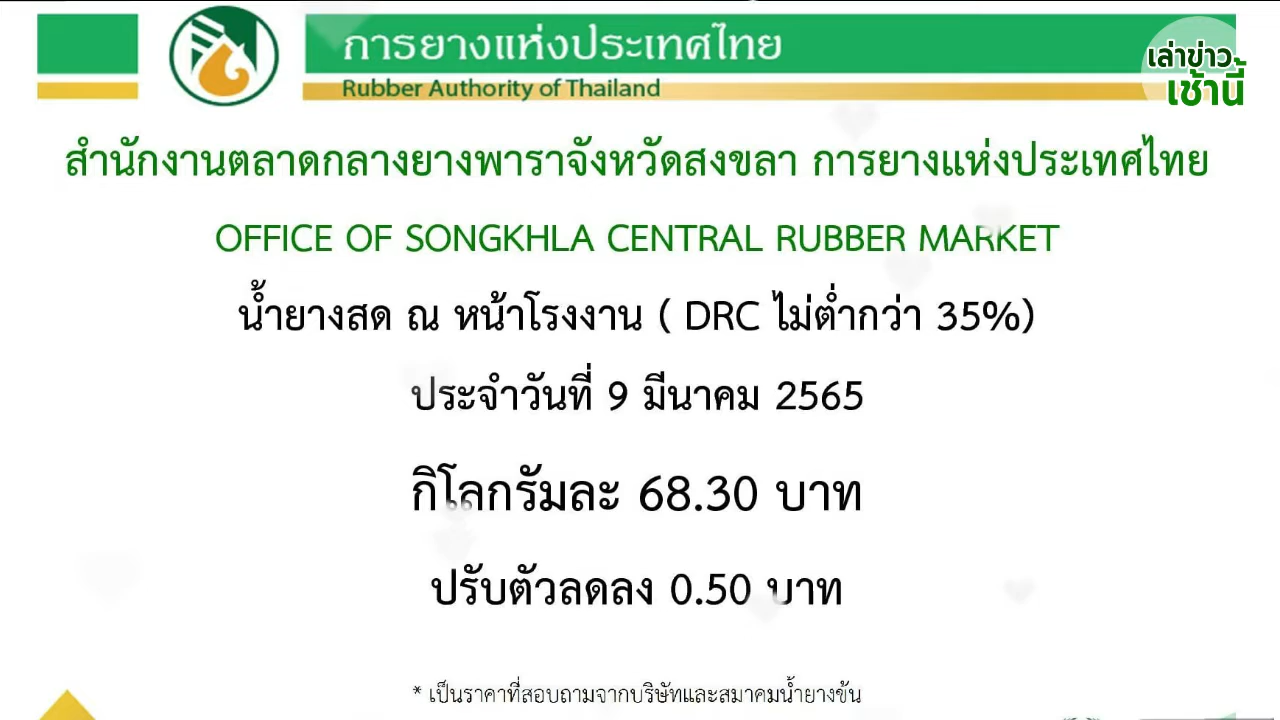 การยางแห่งประเทศไทย
Rubber Authority of Thailand
เล่าข่าว
เช้านี้
สำนักงานตลาดกลางยางพาราจังหวัดสงขลา การยางแห่งประเทศไทย
OFFICE OF SONGKHLA CENTRAL RUBBER MARKET
น้ำยางสด ณ หน้าโรงงาน ( DRC ไม่ต่ำกว่า 35%)
ประจำวันที่ 9 มีนาคม 2565
กิโลกรัมละ 68.30 บาท
ปรับตัวลดลง 0.50 บาท
* เป็นราคาที่สอบถามจากบริษัทและสมาคมน้ำยางข้น